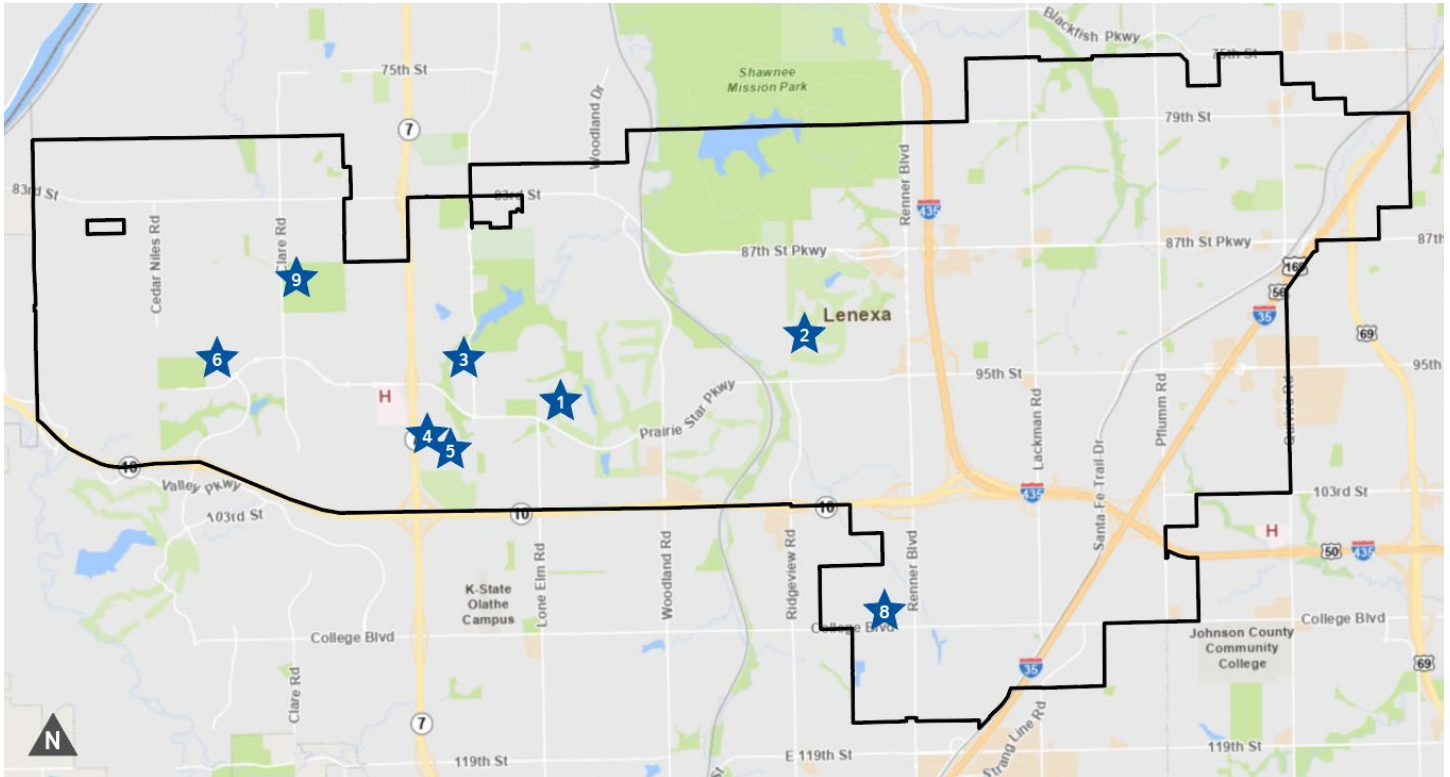 Blackfish Pkwy
75th St
75th St
Shawnee
Mission Park
Woodland Dr
79th St
7
83rd St
83rd St
Renner Blvd
435
Cedar Niles Rd
Clare Rd
87th St Pkwy
87th St Pkwy
87th
169
56
9
35
69
2
Lenexa
6
3
95th St
95th
H
1
Prairie Star Pkwy
4
5
Lackman Rd
Pflumm Rd
Quivira Rd
Santa-Fe-Trail-Dr
10
Valley Pkwy
103rd St
10
10
435
103rd St
H
50
435
Lone Elm Rd
Woodland Rd
Ridgeview Rd
Renner Blvd
K-State
Olathe
Campus
8
College Blvd
College Blvd
College Blvd
Johnson County
Community
College
35
69
Clare Rd
7
N
119th St
E 119th St
St
Strang Line Rd
119th St